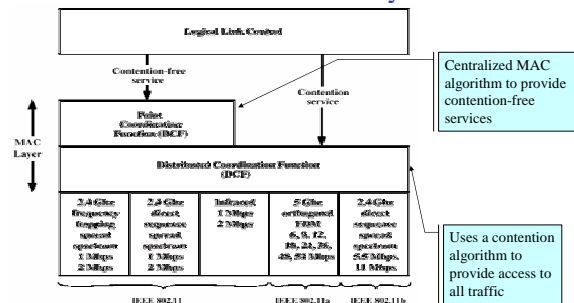 Logical Link Control
Contention-free
service
Contention
service
Centralized MAC
algorithm to provide
contention-free
services
MAC
Layer
Point
Coordination
Function (DCF)
Distributed Coordination Function
(DCF)
2.4 Ghz
frequency
hopping
spread
spectrum
1 Mbps
2 Mbps
2.4 Ghz
direct
sequence
spread
spectrum
1 Mbps
2 Mbps
Infrared
1 Mbps
2 Mbps
5 Ghz
orthogonal
FDM
6, 9, 12,
18, 24, 36,
48, 54 Mbps
2.4 Ghz
direct
sequence
spread
spectrum
5.5 Mbps,
11 Mbps.
IEEE 802.11
IEEE 802.11a
IEEE 802.11b
Uses a contention
algorithm to
provide access to
all traffic